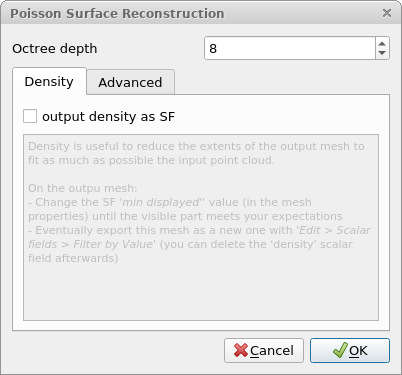 Poisson Surface Reconstruction
Octree depth 8
Density Advanced
output density as SF
Density is useful to reduce the extents of the output mesh to
fit as much as possible the input point cloud.
On the outpu mesh:
- Change the SF 'min displayed'' value (in the mesh
properties) until the visible part meets your expectations
- Eventually export this mesh as a new one with 'Edit > Scalar
fields > Filter by Value' (you can delete the 'density' scalar
field afterwards)
Cancel OK